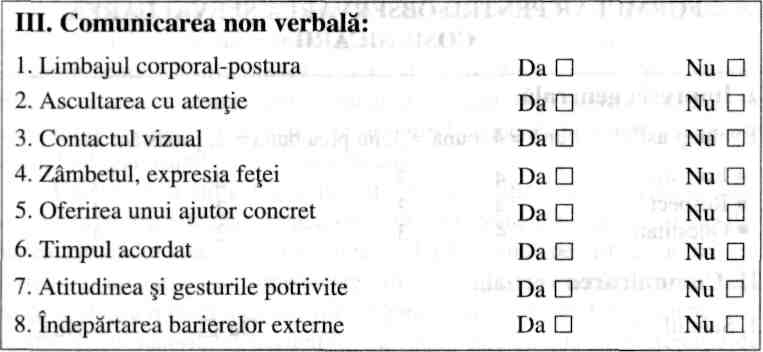 III. Comunicarea non verbală:
1. Limbajul corporal-postura Da ☐ Nu ☐
2. Ascultarea cu atenţie Da ☐ Nu ☐
3. Contactul vizual Da ☐ Nu ☐
4. Zâmbetul, expresia feţei Da ☐ Nu ☐
5. Oferirea unui ajutor concret Da ☐ Nu ☐
6. Timpul acordat Da ☐ Nu ☐
7. Atitudinea şi gesturile potrivite Da ☐ Nu ☐
8. Îndepărtarea barierelor externe Da ☐ Nu ☐